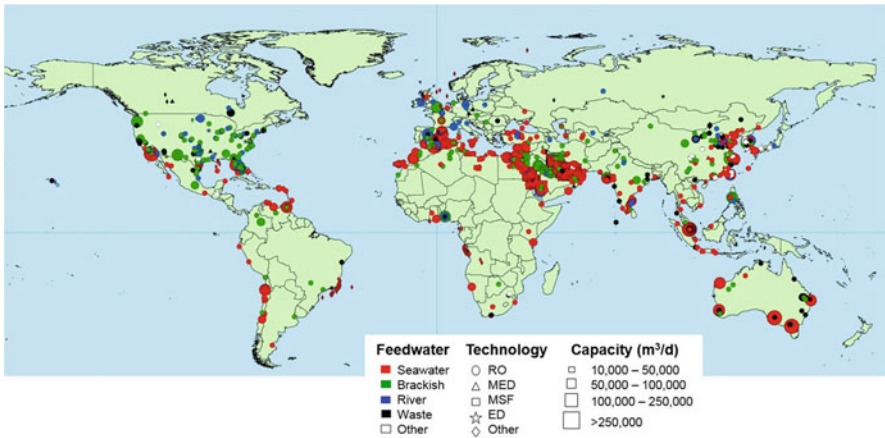 Feedwater
Seawater
Brackish
River
Waste
Other
Technology
RO
MED
MSF
ED
Other
Capacity (m³/d)
10,000 – 50,000
50,000 – 100,000
100,000 – 250,000
>250,000